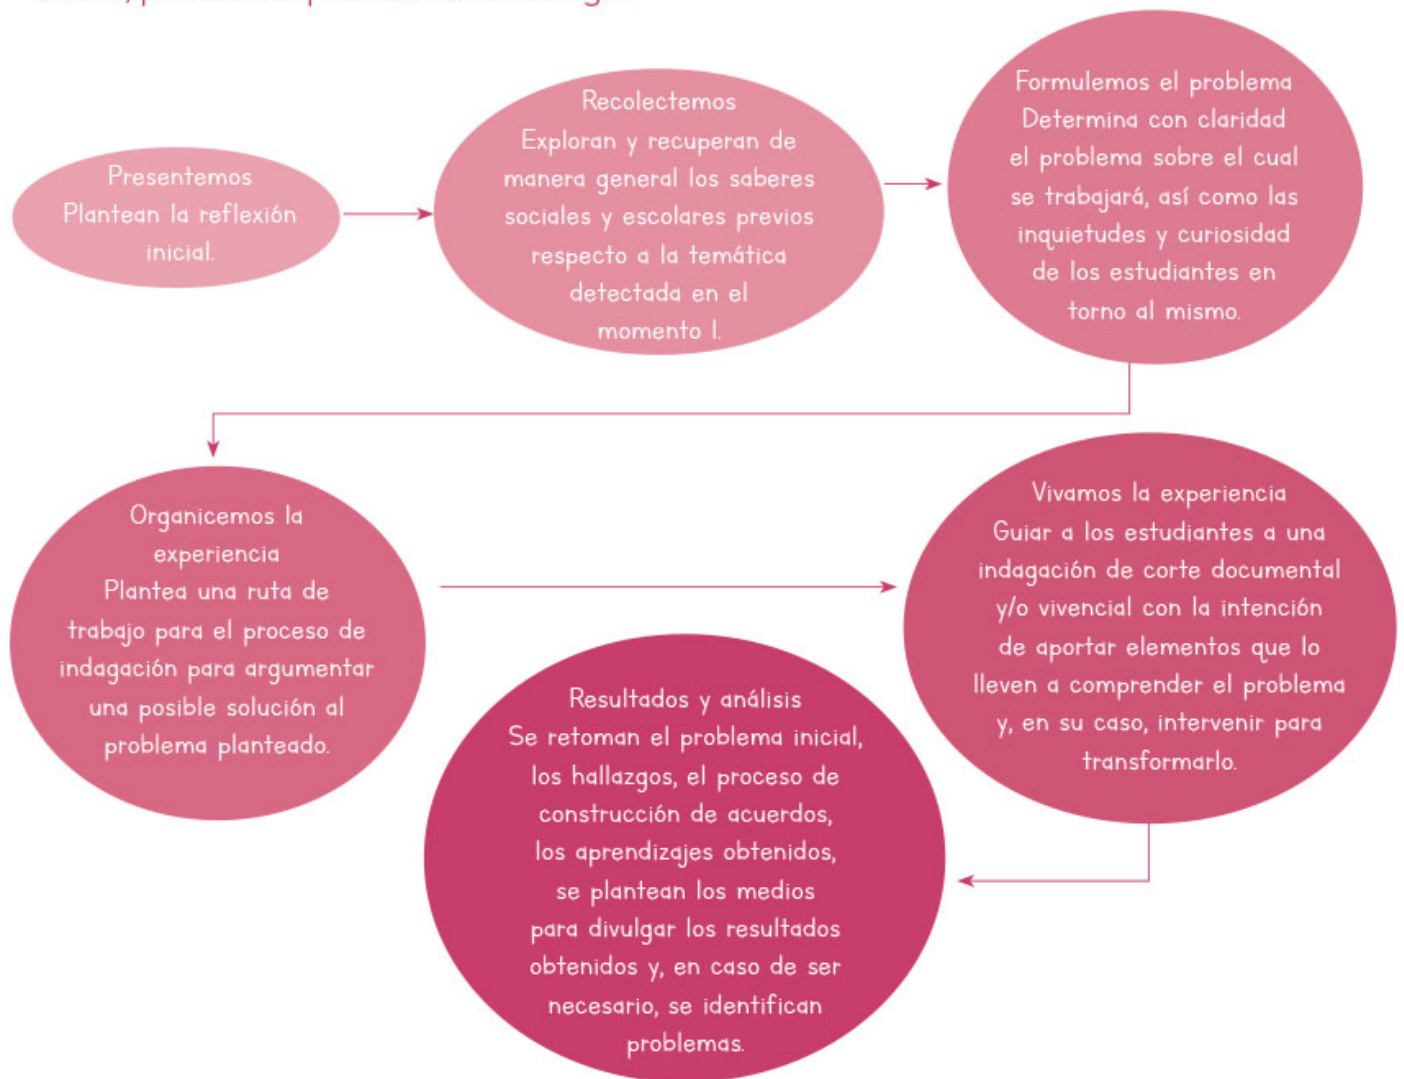 Presentemos
Plantean la reflexión
inicial.
Recolectemos
Exploran y recuperan de
manera general los saberes
sociales y escolares previos
respecto a la temática
detectada en el
momento 1.
Formulemos el problema
Determina con claridad
el problema sobre el cual
se trabajará, así como las
inquietudes y curiosidad
de los estudiantes en
torno al mismo.
Organicemos la
experiencia
Plantea una ruta de
trabajo para el proceso de
indagación para argumentar
una posible solución al
problema planteado.
Vivamos la experiencia
Guiar a los estudiantes a una
indagación de corte documental
y/o vivencial con la intención
de aportar elementos que lo
lleven a comprender el problema
y, en su caso, intervenir para
transformarlo.
Resultados y análisis
Se retoman el problema inicial,
los hallazgos, el proceso de
construcción de acuerdos,
los aprendizajes obtenidos,
se plantean los medios
para divulgar los resultados
obtenidos y, en caso de ser
necesario, se identifican
problemas.